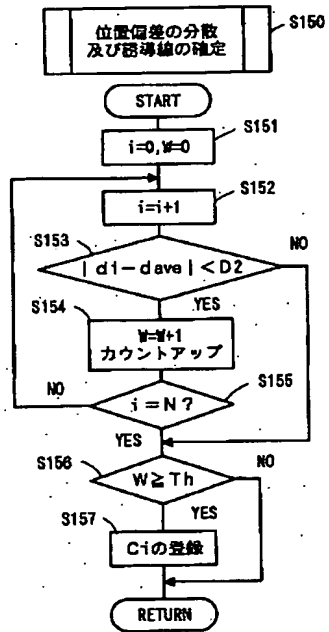 位置偏差の分散
及び誘導線の確定
S150
START
S151
i=0,W=0
S152
i=i+1
S153
|di-dave|<D2
NO
YES
S154
W=W+1
カウントアップ
S155
i=N?
NO
YES
S156
W≧Th
NO
YES
S157
Ciの登録
RETURN